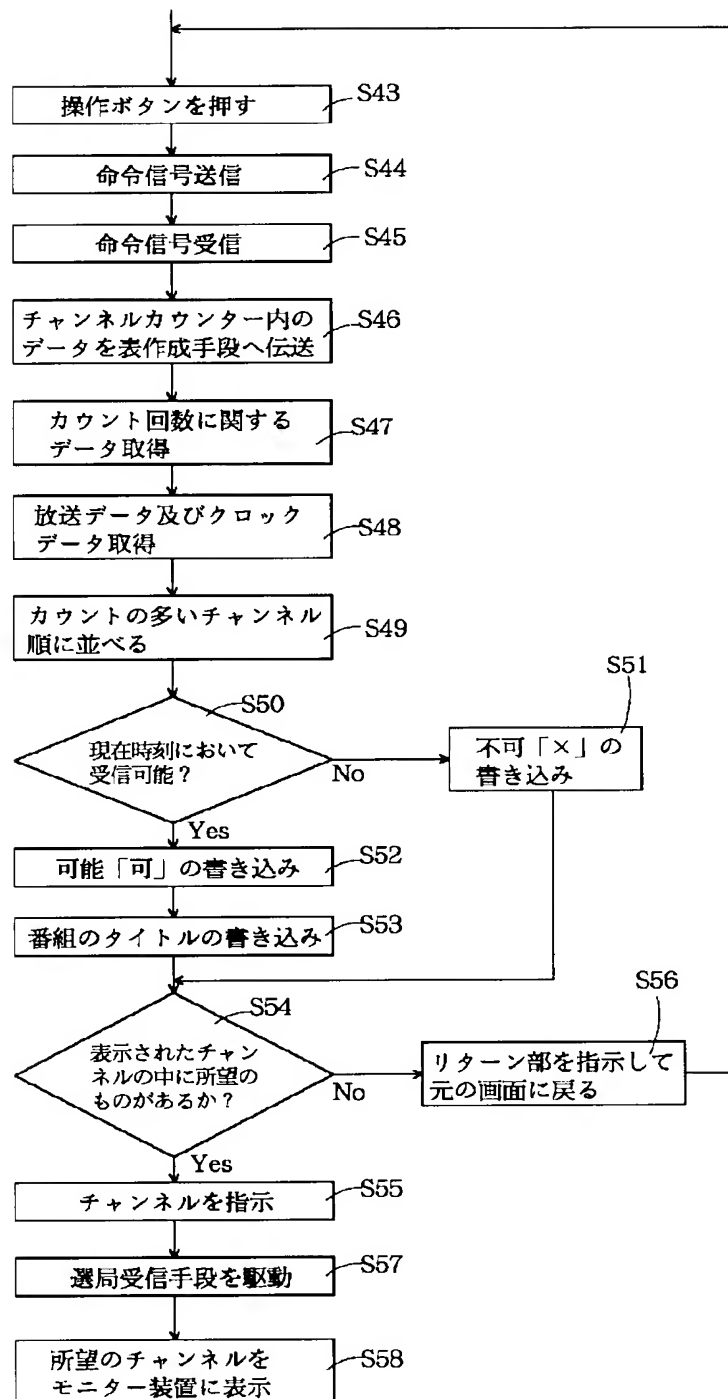 操作ボタンを押す
S43
命令信号送信
S44
命令信号受信
S45
チャンネルカウンター内の
データを表作成手段へ伝送
S46
カウント回数に関する
データ取得
S47
放送データ及びクロック
データ取得
S48
カウントの多いチャンネル
順に並べる
S49
S50
現在時刻において
受信可能?
No
Yes
S51
不可「×」の
書き込み
可能「可」の書き込み
S52
番組のタイトルの書き込み
S53
S54
表示されたチャン
ネルの中に所望の
ものがあるか?
No
Yes
S56
リターン部を指示して
元の画面に戻る
チャンネルを指示
S55
選局受信手段を駆動
S57
所望のチャンネルを
モニター装置に表示
S58